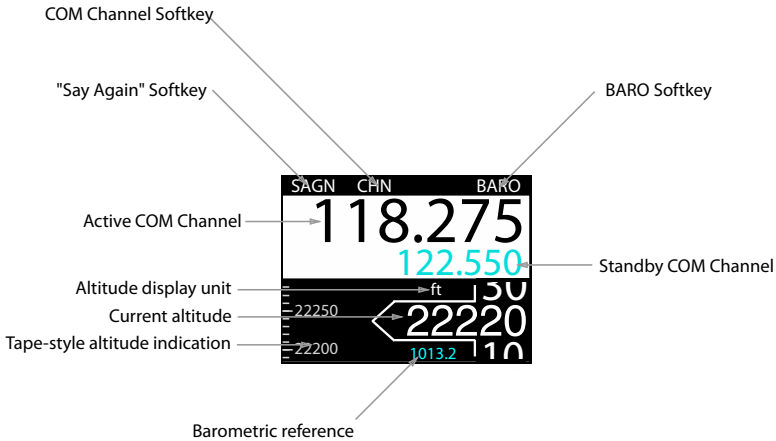 COM Channel Softkey
"Say Again" Softkey
BARO Softkey
SAGN CHN BARO
Active COM Channel
118.275
122.550
Standby COM Channel
Altitude display unit
ft
30
22250
Current altitude
22220
Tape-style altitude indication
22200
1013.2
10
Barometric reference